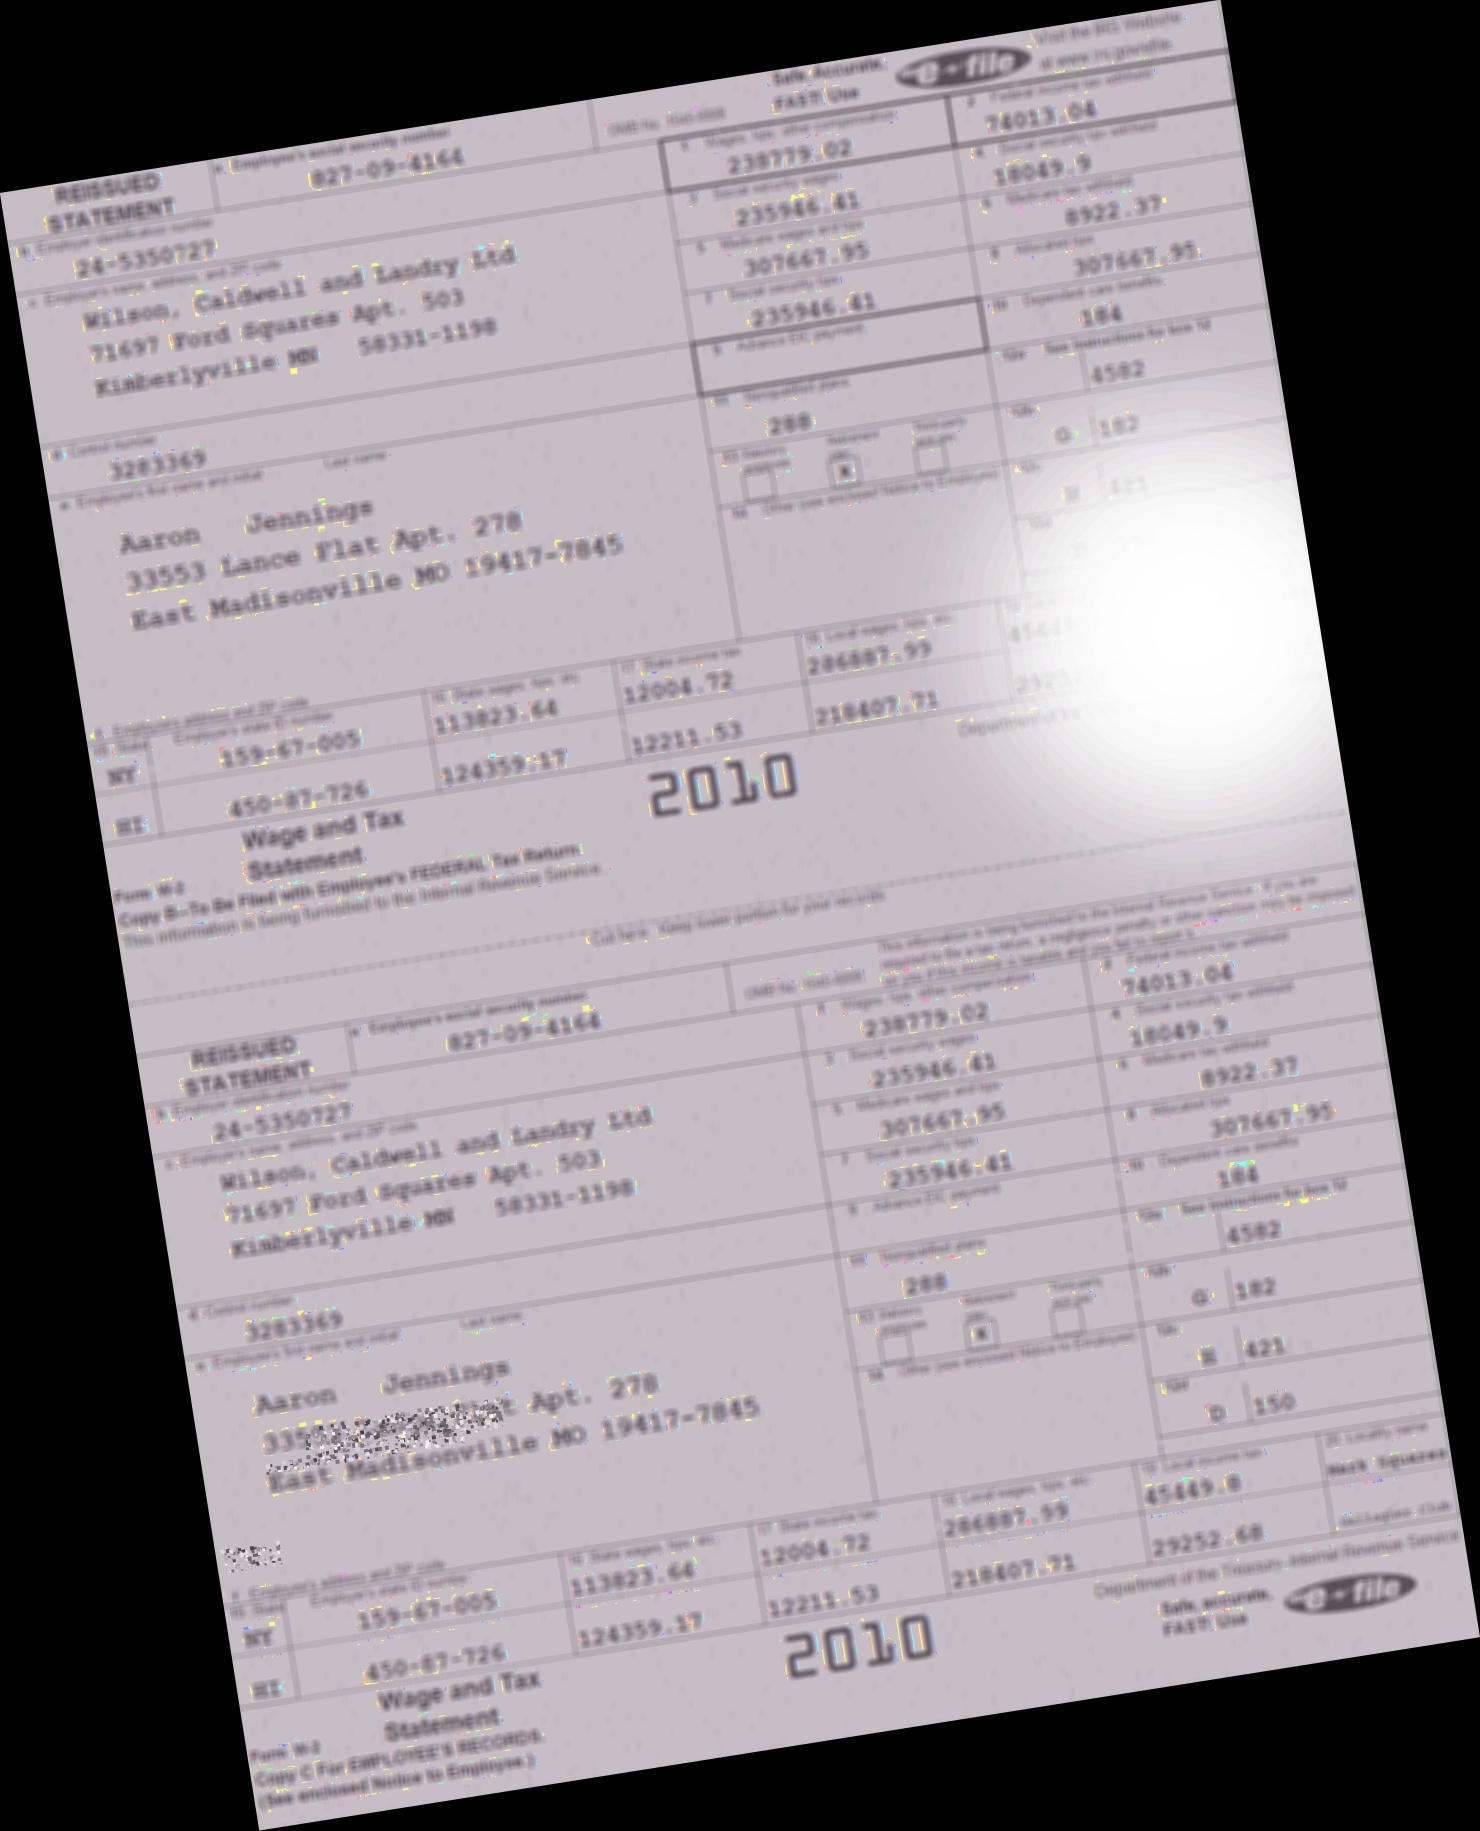 Safe, Accurate,
FAST! Use
e-file
Visit the IRS Website
at www.irs.gov/efile
REISSUED
STATEMENT
a Employee's social security number
827-09-4164
OMB No. 1545-0008
1 Wages, tips, other compensation
238779.02
2 Federal income tax withheld
74013.04
3 Social security wages
235946.41
4 Social security tax withheld
18049.9
b Employer identification number
24-5350727
5 Medicare wages and tips
307667.95
6 Medicare tax withheld
8922.37
c Employer's name, address, and ZIP code
Wilson, Caldwell and Landry Ltd
71697 Ford Squares Apt. 503
Kimberlyville MN 58331-1198
7 Social security tips
235946.41
8 Allocated tips
307667.95
9 Advance EIC payment
10 Dependent care benefits
184
11 Nonqualified plans
288
12a See instructions for box 12
4582
d Control number
3283369
12b
G 182
13 Statutory employee
Retirement plan
X
Third-party sick pay
12c
H 421
e Employee's first name and initial
Last name
Aaron Jennings
33553 Lance Flat Apt. 278
East Madisonville MO 19417-7845
14 Other (see enclosed Notice to Employee)
12d
f Employee's address and ZIP code
15 State
Employer's state ID number
16 State wages, tips, etc.
17 State income tax
18 Local wages, tips, etc.
NY 159-67-005 113823.64 12004.72 286887.99
HI 450-87-726 124359.17 12211.53 218407.71
Form W-2
Wage and Tax
Statement
2010
Department of
Copy B—To Be Filed with Employee's FEDERAL Tax Return
This information is being furnished to the Internal Revenue Service.
Cut here. Keep lower portion for your records
This information is being furnished to the Internal Revenue Service. If you are
required to file a tax return, a negligence penalty or other sanction may be imposed
on you if this income is taxable and you fail to report it.
REISSUED
STATEMENT
a Employee's social security number
827-09-4164
OMB No. 1545-0008
1 Wages, tips, other compensation
238779.02
2 Federal income tax withheld
74013.04
3 Social security wages
235946.41
4 Social security tax withheld
18049.9
b Employer identification number
24-5350727
5 Medicare wages and tips
307667.95
6 Medicare tax withheld
8922.37
c Employer's name, address, and ZIP code
Wilson, Caldwell and Landry Ltd
71697 Ford Squares Apt. 503
Kimberlyville MN 58331-1198
7 Social security tips
235946.41
8 Allocated tips
307667.95
9 Advance EIC payment
10 Dependent care benefits
184
11 Nonqualified plans
288
12a See instructions for box 12
4582
d Control number
3283369
12b
G 182
13 Statutory employee
Retirement plan
X
Third-party sick pay
12c
H 421
e Employee's first name and initial
Last name
Aaron Jennings
Apt. 278
East Madisonville MO 19417-7845
14 Other (see enclosed Notice to Employee)
12d
D 150
f Employee's address and ZIP code
15 State
Employer's state ID number
16 State wages, tips, etc.
17 State income tax
18 Local wages, tips, etc.
19 Local income tax
20 Locality name
NY 159-67-005 113823.64 12004.72 286887.99 45449.8 Squares
HI 450-87-726 124359.17 12211.53 218407.71 29252.68 Club
Form W-2
Wage and Tax
Statement
2010
Department of the Treasury-Internal Revenue Service
Safe, accurate,
FAST! Use
e-file
Copy C For EMPLOYEE'S RECORDS.
(See enclosed Notice to Employee.)